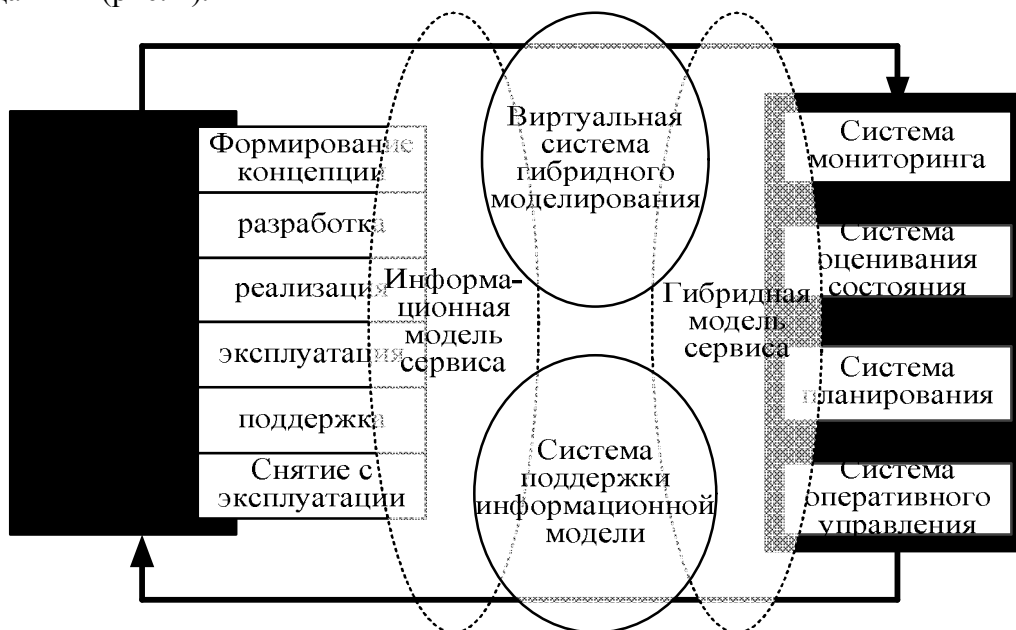 Формирование
концепции
разработка
реализация
эксплуатация
поддержка
Снятие с
эксплуатации
Информа-
ционная
модель
сервиса
Виртуальная
система
гибридного
моделирования
Система
поддержки
информационной
модели
Гибридная
модель
сервиса
Система
мониторинга
Система
оценивания
состояния
Система
планирования
Система
оперативного
управления